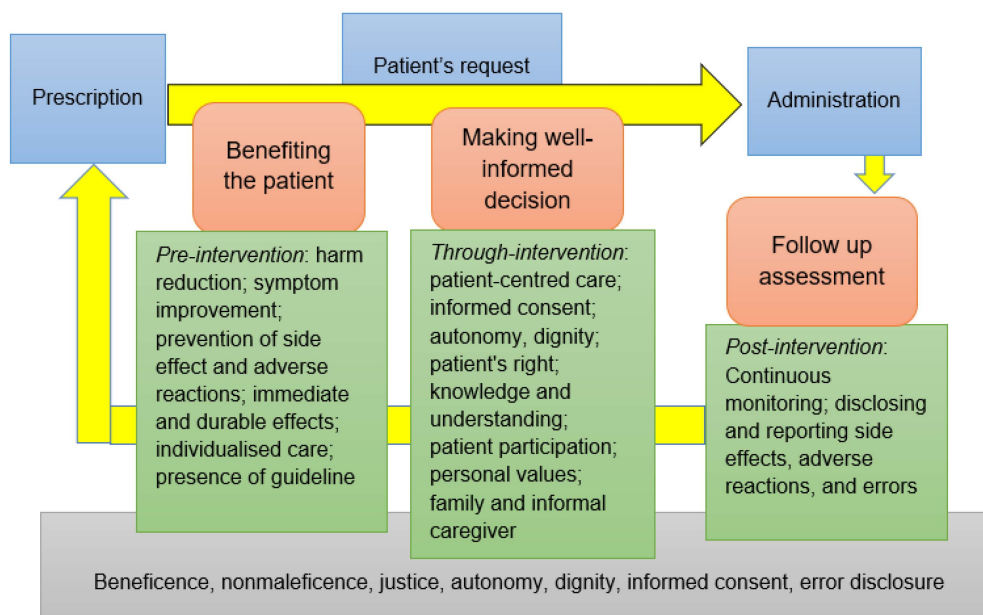 Prescription
Patient's request
Administration
Benefiting
the patient
Making well-
informed
decision
Follow up
assessment
Pre-intervention: harm
reduction; symptom
improvement;
prevention of side
effect and adverse
reactions; immediate
and durable effects;
individualised care;
presence of guideline
Through-intervention:
patient-centred care;
informed consent;
autonomy, dignity;
patient's right;
knowledge and
understanding;
patient participation;
personal values;
family and informal
caregiver
Post-intervention:
Continuous
monitoring; disclosing
and reporting side
effects, adverse
reactions, and errors
Beneficence, nonmaleficence, justice, autonomy, dignity, informed consent, error disclosure